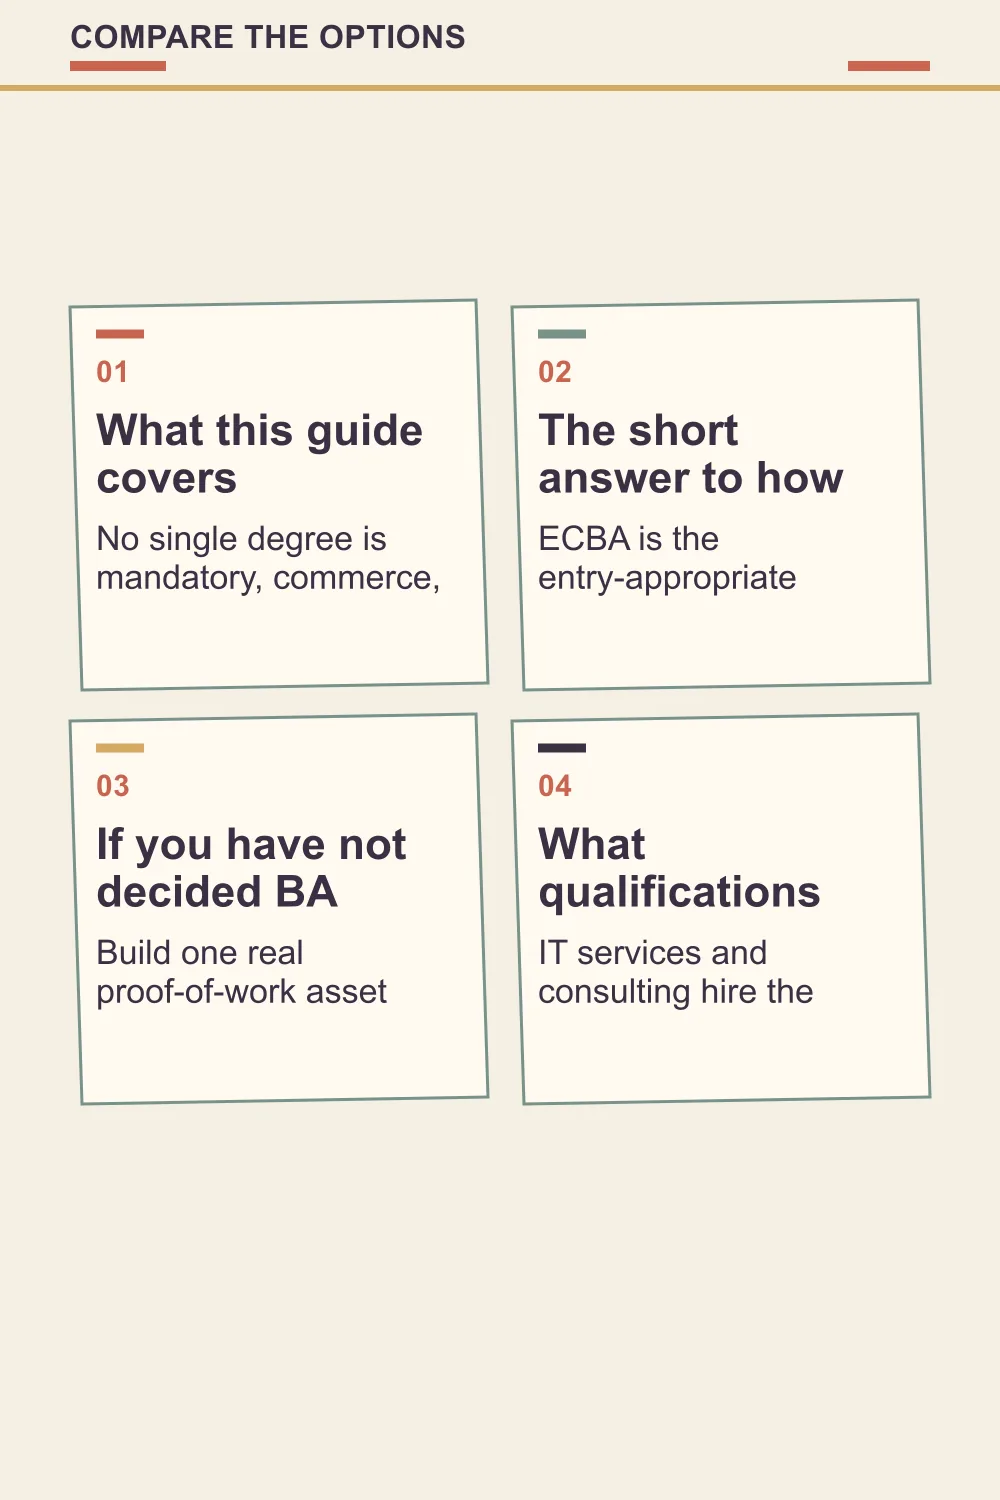 COMPARE THE OPTIONS
01
What this guide
covers
No single degree is
mandatory, commerce,
02
The short
answer to how
ECBA is the
entry-appropriate
03
If you have not
decided BA
Build one real
proof-of-work asset
04
What
qualifications
IT services and
consulting hire the